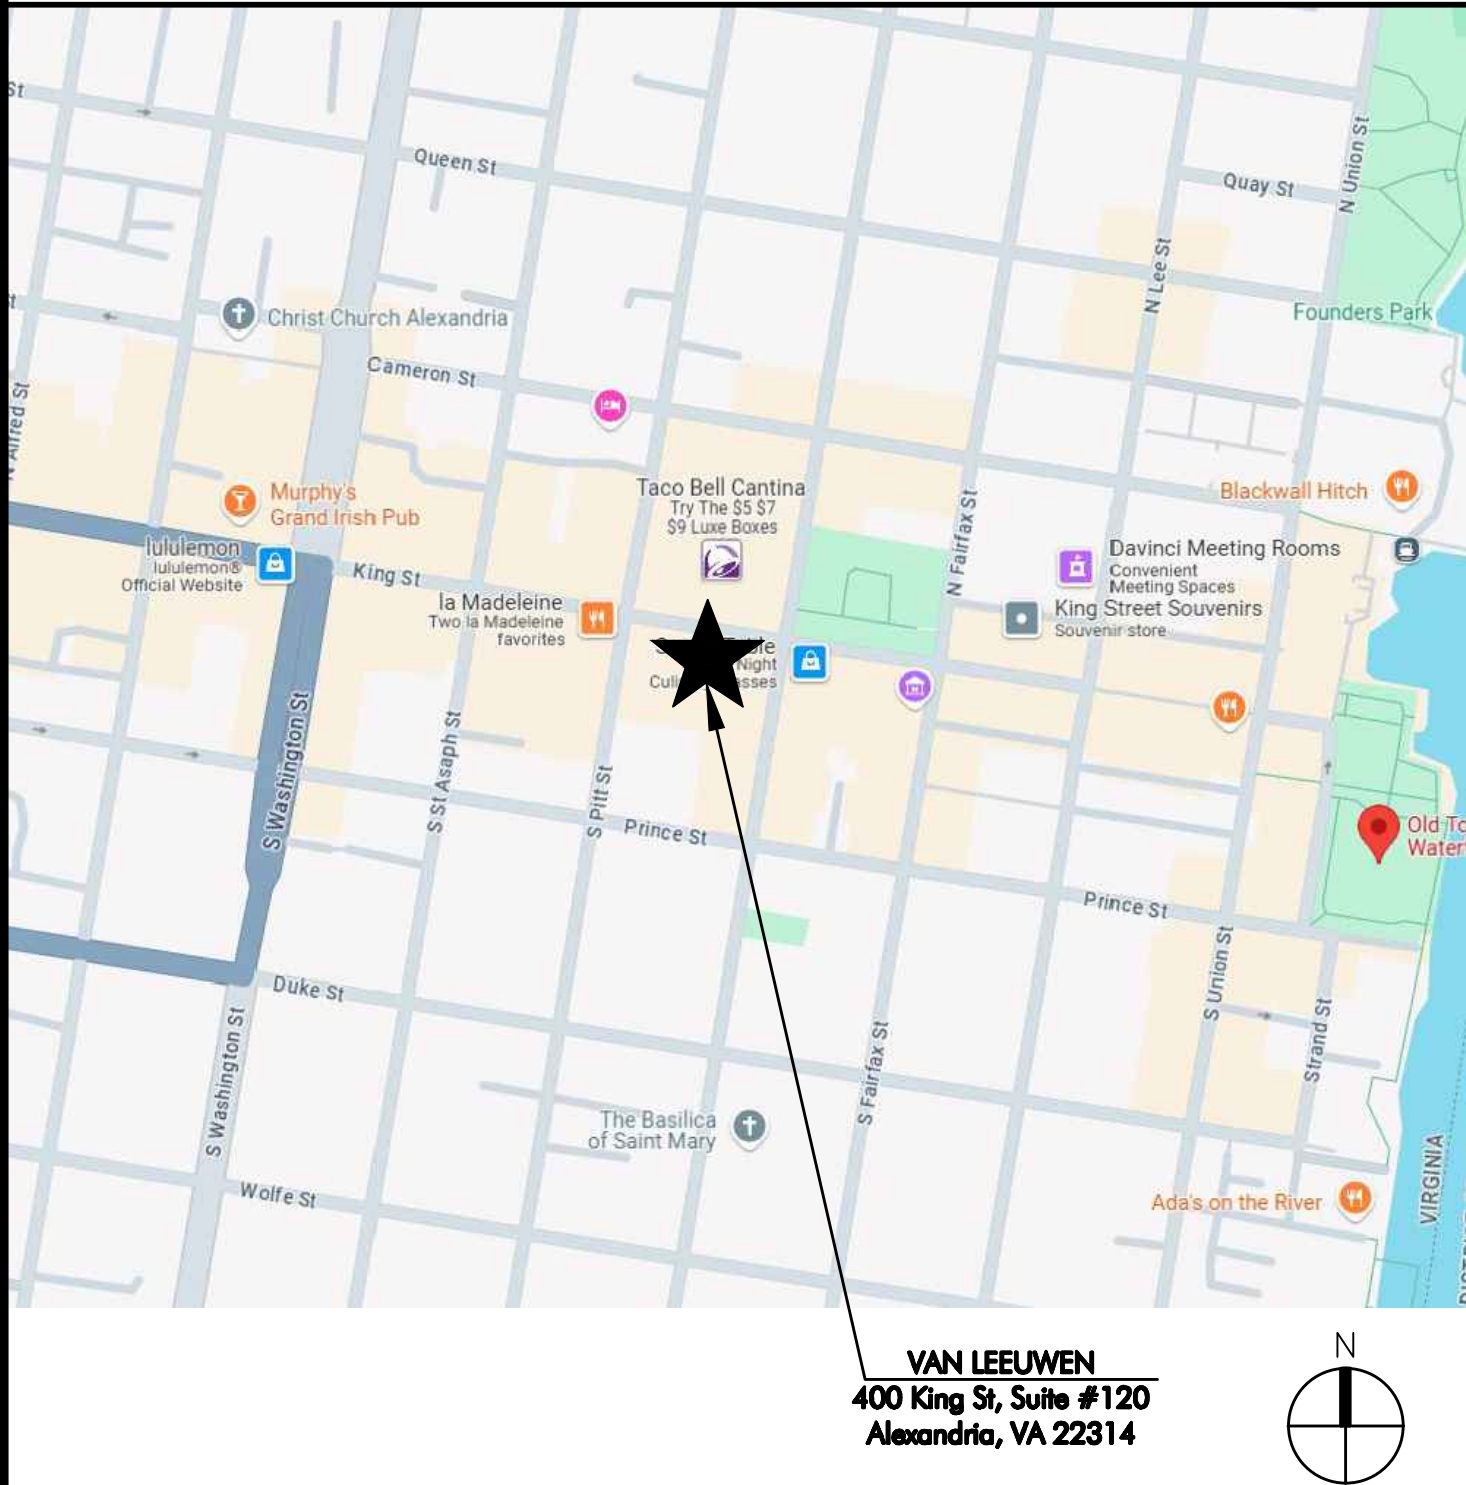 St
Queen St
Quay St
N Union St
N Lee St
Founders Park
Christ Church Alexandria
Cameron St
N Alfred St
Taco Bell Cantina
Try The $5 $7
$9 Luxe Boxes
Blackwall Hitch
Murphy's
Grand Irish Pub
N Fairfax St
lululemon
lululemon®
Official Website
King St
Davinci Meeting Rooms
Convenient
Meeting Spaces
la Madeleine
Two la Madeleine
favorites
King Street Souvenirs
Souvenir store
Night
S Washington St
S St Asaph St
S Pitt St
Prince St
Old To
Water
Prince St
S Union St
Duke St
Strand St
S Washington St
S Fairfax St
The Basilica
of Saint Mary
Wolfe St
Ada's on the River
VIRGINIA
VAN LEEUWEN
400 King St, Suite #120
Alexandria, VA 22314
N